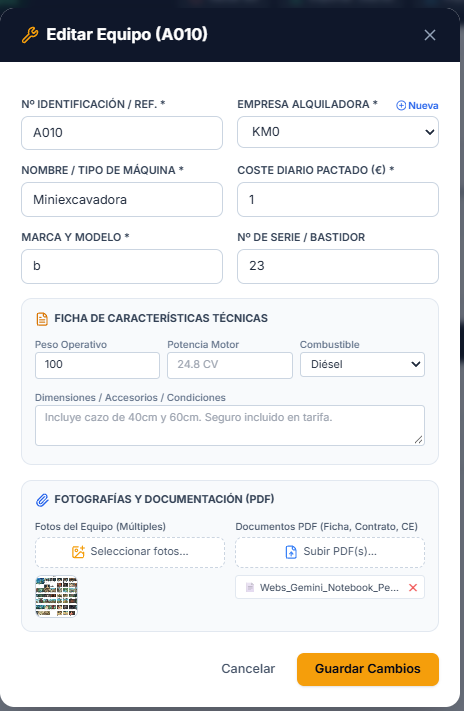 Editar Equipo (A010)
Nº IDENTIFICACIÓN / REF. *
EMPRESA ALQUILADORA *
Nueva
A010
KM0
NOMBRE / TIPO DE MÁQUINA *
COSTE DIARIO PACTADO (€) *
Miniexcavadora
1
MARCA Y MODELO *
Nº DE SERIE / BASTIDOR
b
23
FICHA DE CARACTERÍSTICAS TÉCNICAS
Peso Operativo
Potencia Motor
Combustible
100
24.8 CV
Diésel
Dimensiones / Accesorios / Condiciones
Incluye cazo de 40cm y 60cm. Seguro incluido en tarifa.
FOTOGRAFÍAS Y DOCUMENTACIÓN (PDF)
Fotos del Equipo (Múltiples)
Documentos PDF (Ficha, Contrato, CE)
Seleccionar fotos...
Subir PDF(s)...
Webs_Gemini_Notebook_Pe...
Cancelar
Guardar Cambios